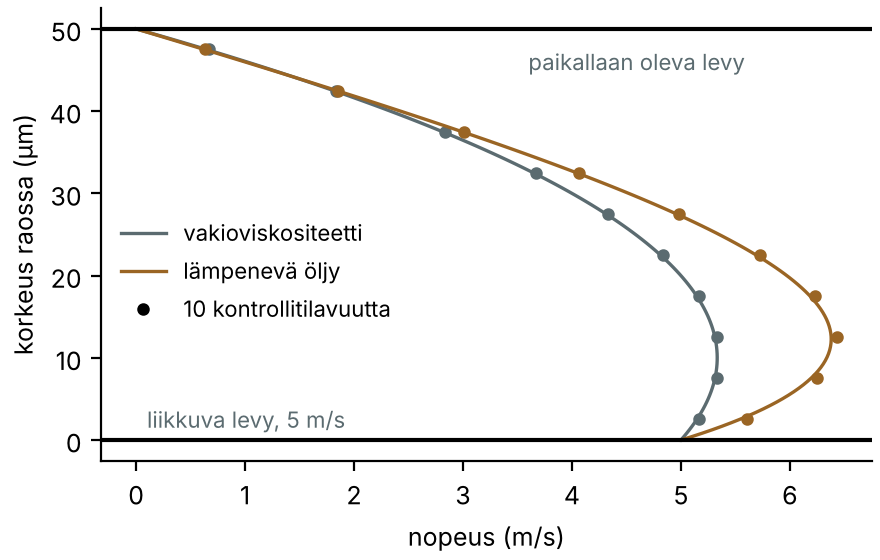 50
40
30
20
10
0
korkeus raossa (µm)
paikallaan oleva levy
vakioviskositeetti
lämpenevä öljy
10 kontrollitilavuutta
liikkuva levy, 5 m/s
0 1 2 3 4 5 6
nopeus (m/s)